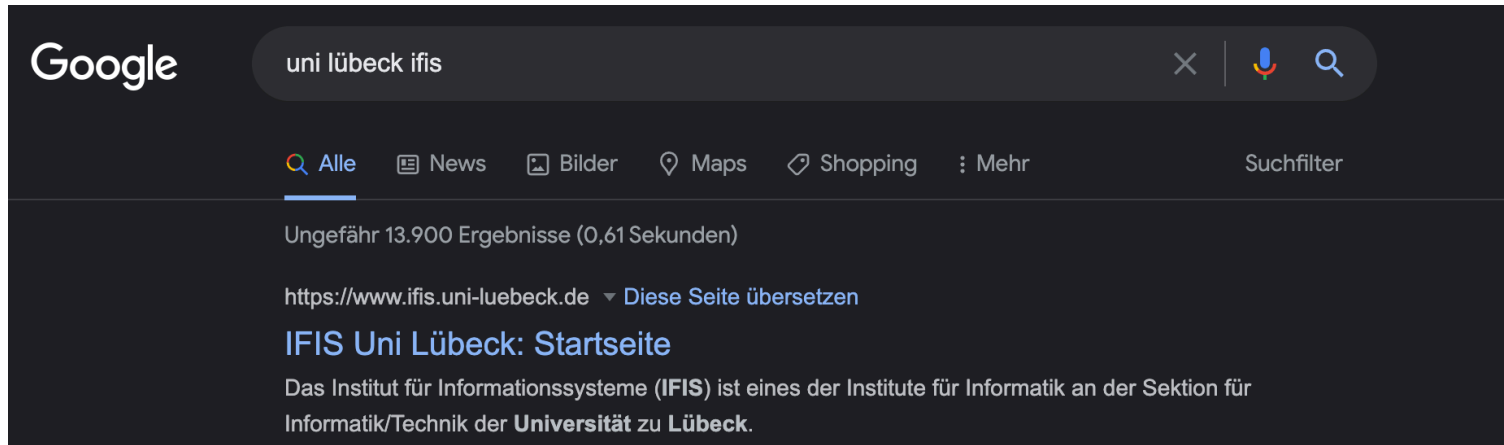 Google
uni lübeck ifis
Alle News Bilder Maps Shopping Mehr Suchfilter
Ungefähr 13.900 Ergebnisse (0,61 Sekunden)
https://www.ifis.uni-luebeck.de Diese Seite übersetzen
IFIS Uni Lübeck: Startseite
Das Institut für Informationssysteme (IFIS) ist eines der Institute für Informatik an der Sektion für
Informatik/Technik der Universität zu Lübeck.